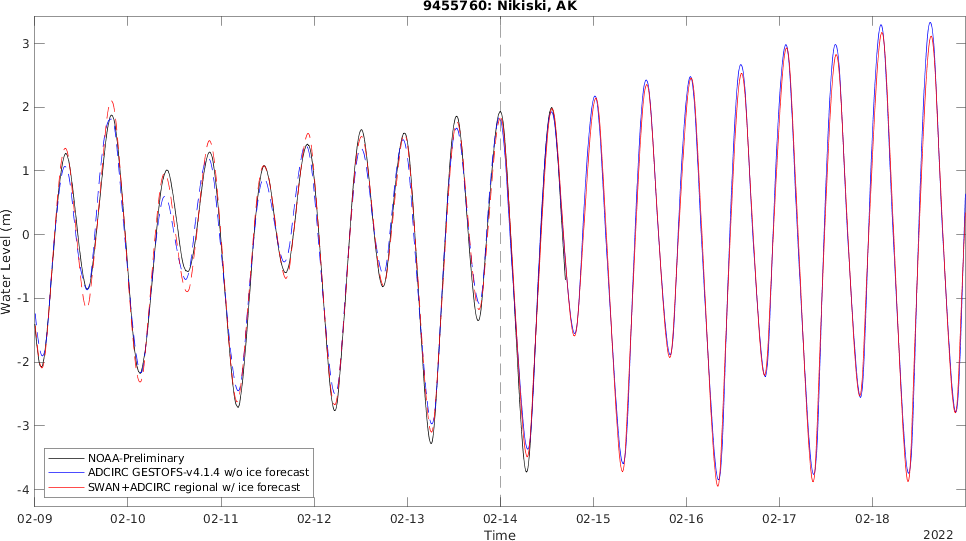 9455760: Nikiski, AK
Water Level (m)
3
2
1
0
-1
-2
-3
-4
NOAA-Preliminary
ADCIRC GESTOFS-v4.1.4 w/o ice forecast
SWAN+ADCIRC regional w/ ice forecast
02-09 02-10 02-11 02-12 02-13 02-14 02-15 02-16 02-17 02-18
Time
2022